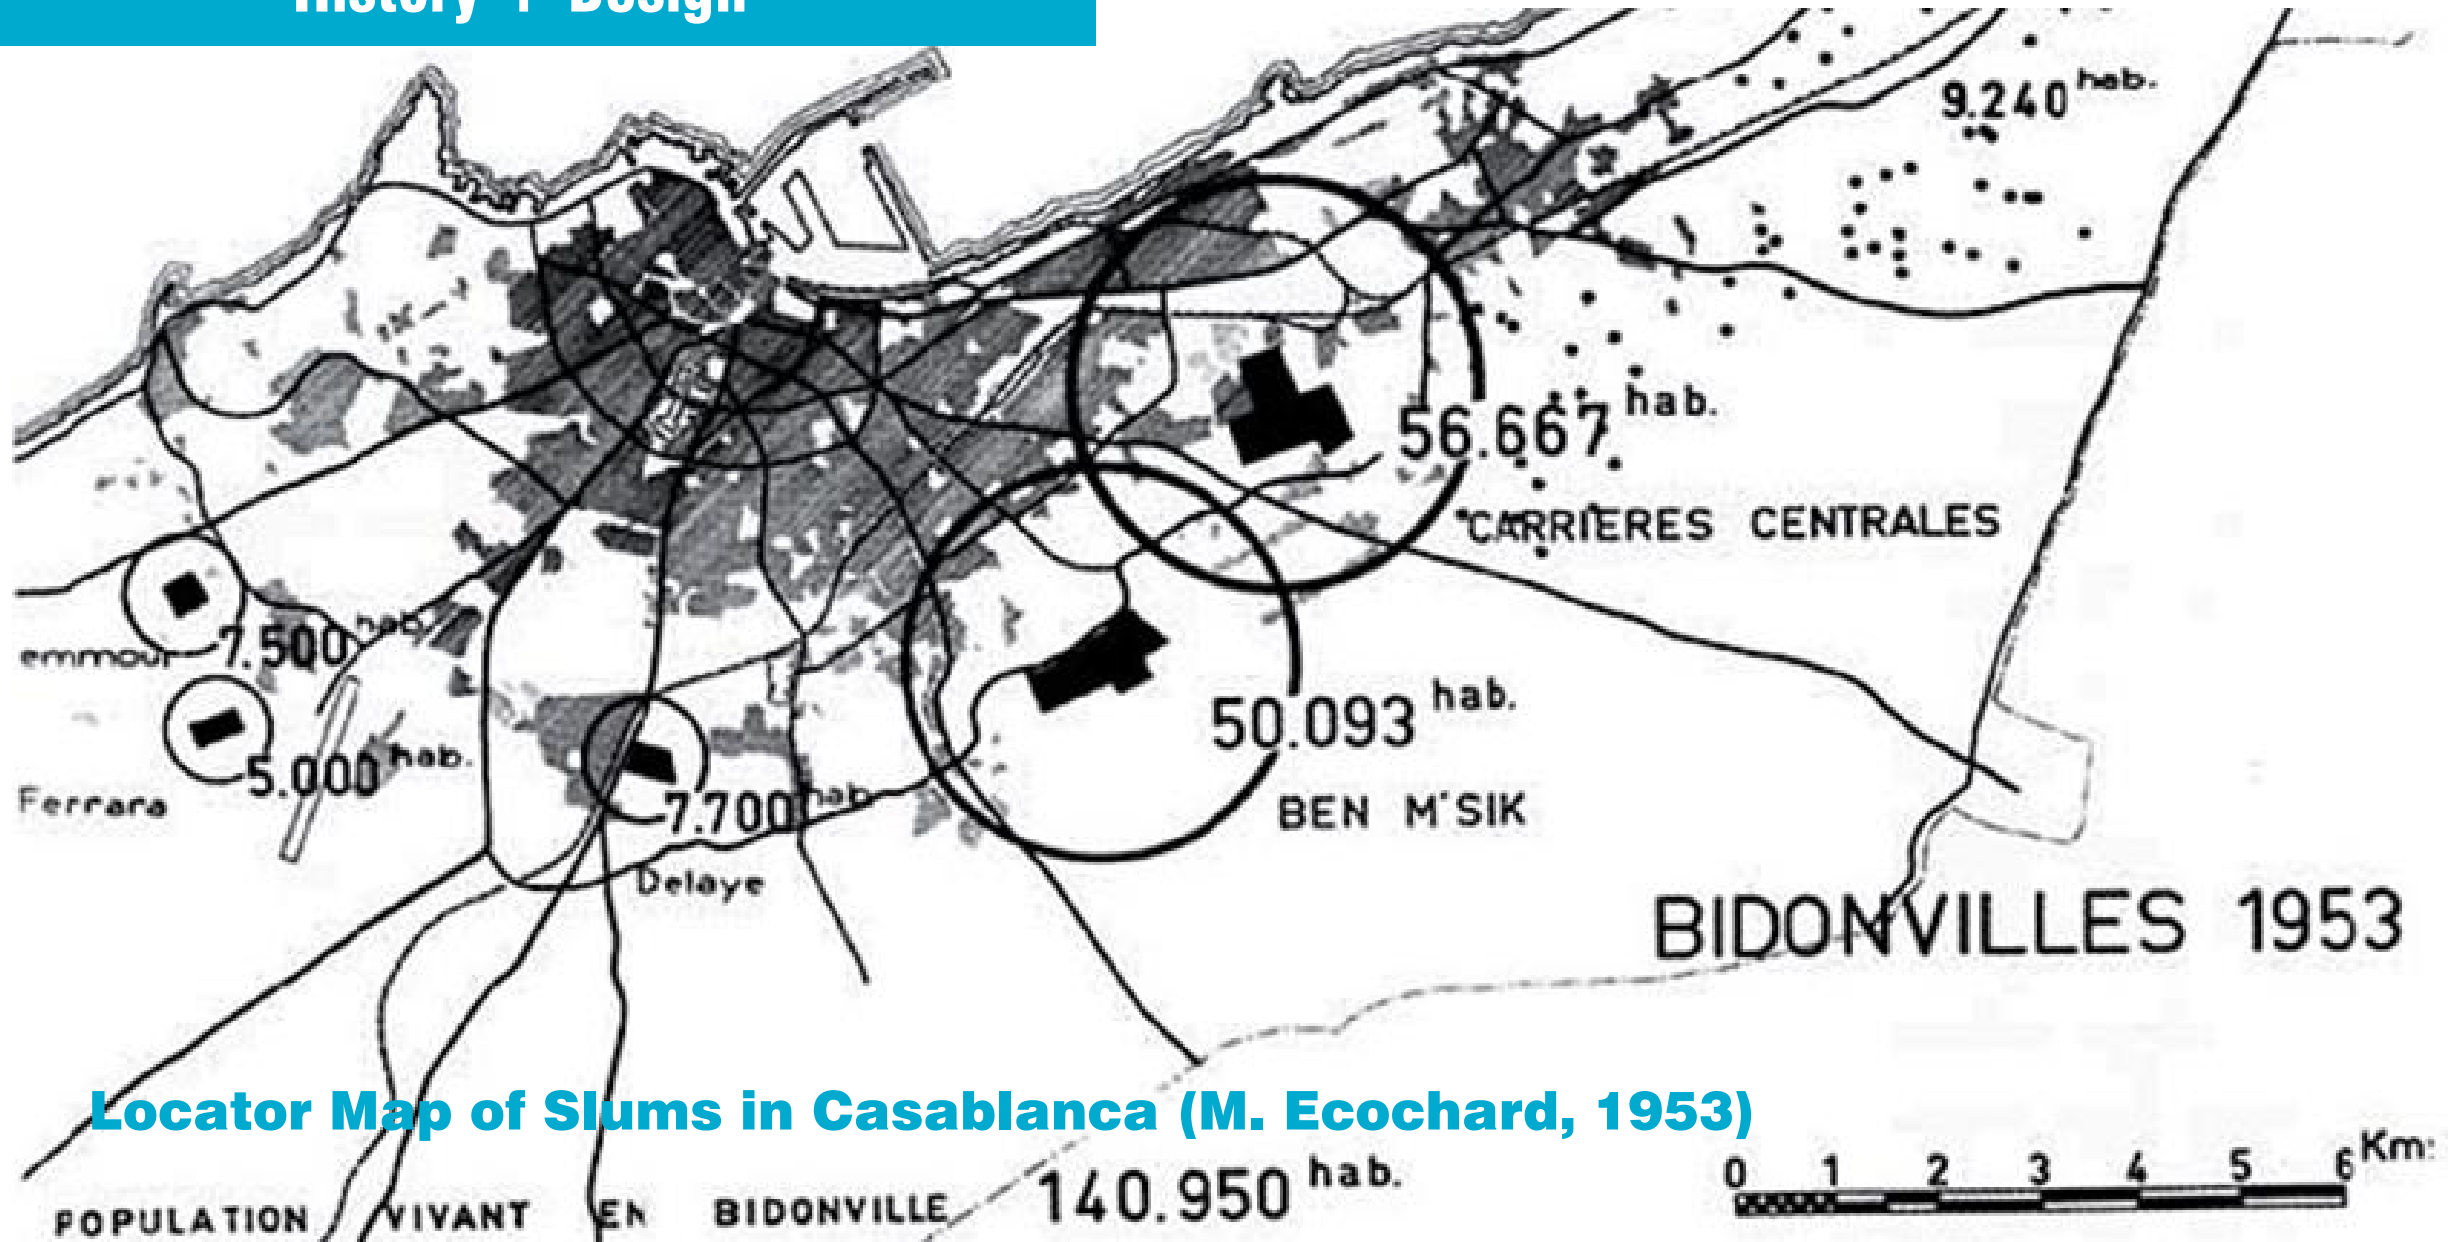 History + Design
9.240 hab.
56.667 hab.
CARRIERES CENTRALES
7.500 hab.
emmour
50.093 hab.
5.000 hab.
Ferrara
7.700 hab.
BEN M'SIK
Delaye
BIDONVILLES 1953
Locator Map of Slums in Casablanca (M. Ecochard, 1953)
0 1 2 3 4 5 6 Km:
POPULATION VIVANT EN BIDONVILLE 140.950 hab.